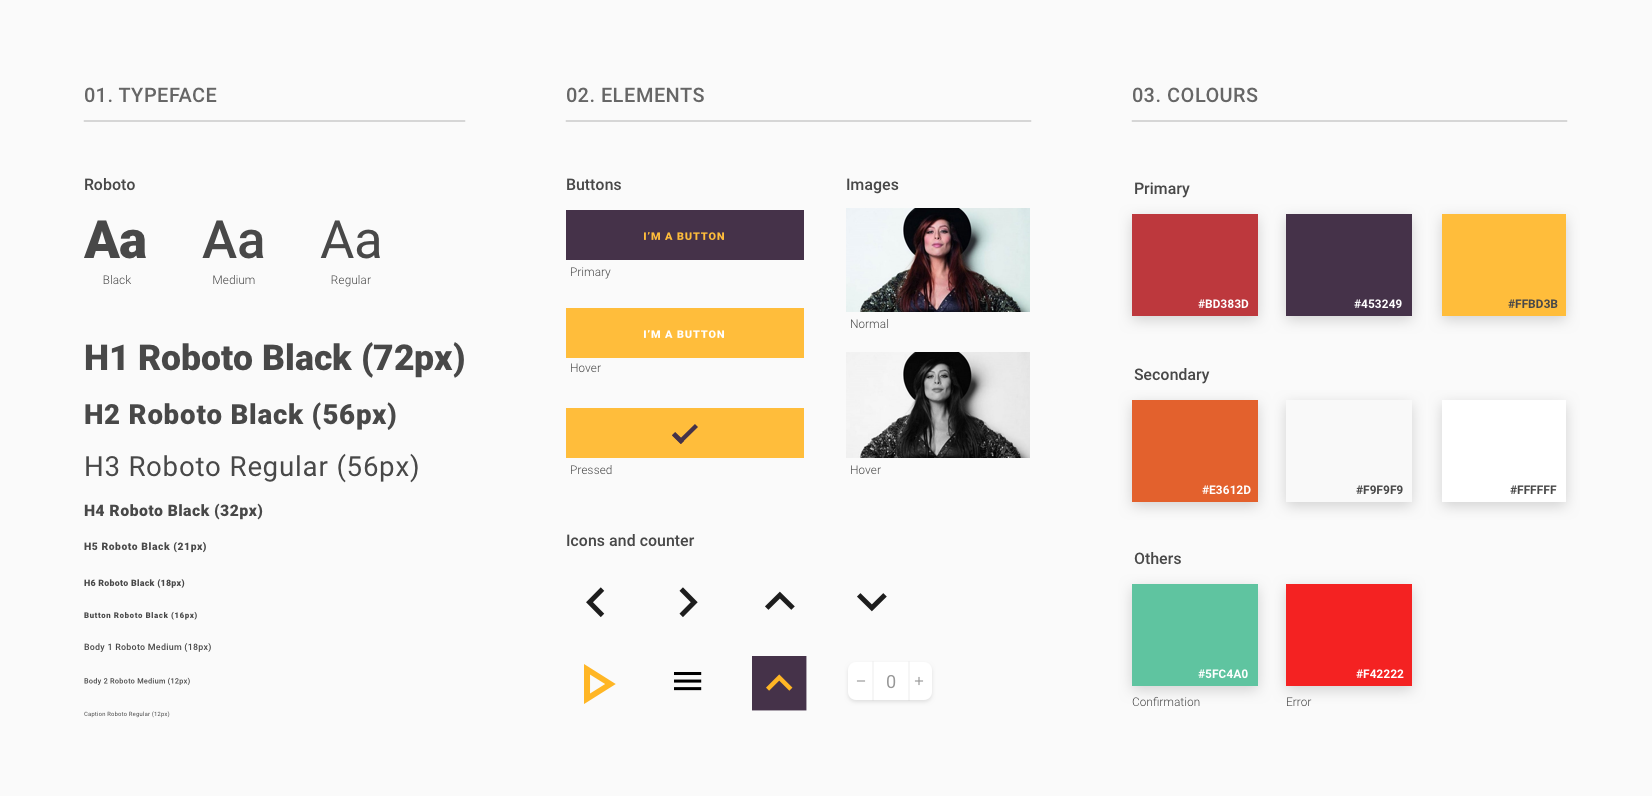 01. TYPEFACE
Roboto
Aa Aa Aa
Black Medium Regular
H1 Roboto Black (72px)
H2 Roboto Black (56px)
H3 Roboto Regular (56px)
H4 Roboto Black (32px)
H5 Roboto Black (21px)
H6 Roboto Black (18px)
Button Roboto Black (16px)
Body 1 Roboto Medium (18px)
Body 2 Roboto Medium (12px)
Caption Roboto Regular (12px)
02. ELEMENTS
Buttons
I'M A BUTTON
Primary
I'M A BUTTON
Hover
Pressed
Images
Normal
Hover
Icons and counter
− 0 +
03. COLOURS
Primary
#BD383D #453249 #FFBD3B
Secondary
#E3612D #F9F9F9 #FFFFFF
Others
#5FC4A0 #F42222
Confirmation Error